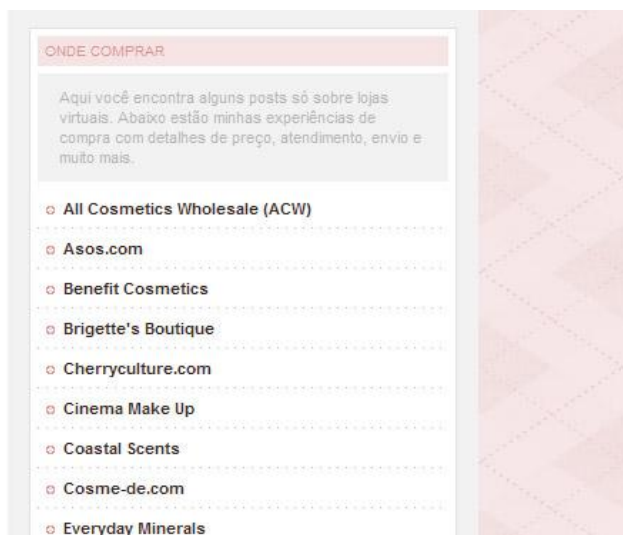 ONDE COMPRAR
Aqui você encontra alguns posts só sobre lojas
virtuais. Abaixo estão minhas experiências de
compra com detalhes de preço, atendimento, envio e
muito mais.
All Cosmetics Wholesale (ACW)
Asos.com
Benefit Cosmetics
Brigette's Boutique
Cherryculture.com
Cinema Make Up
Coastal Scents
Cosme-de.com
Everyday Minerals